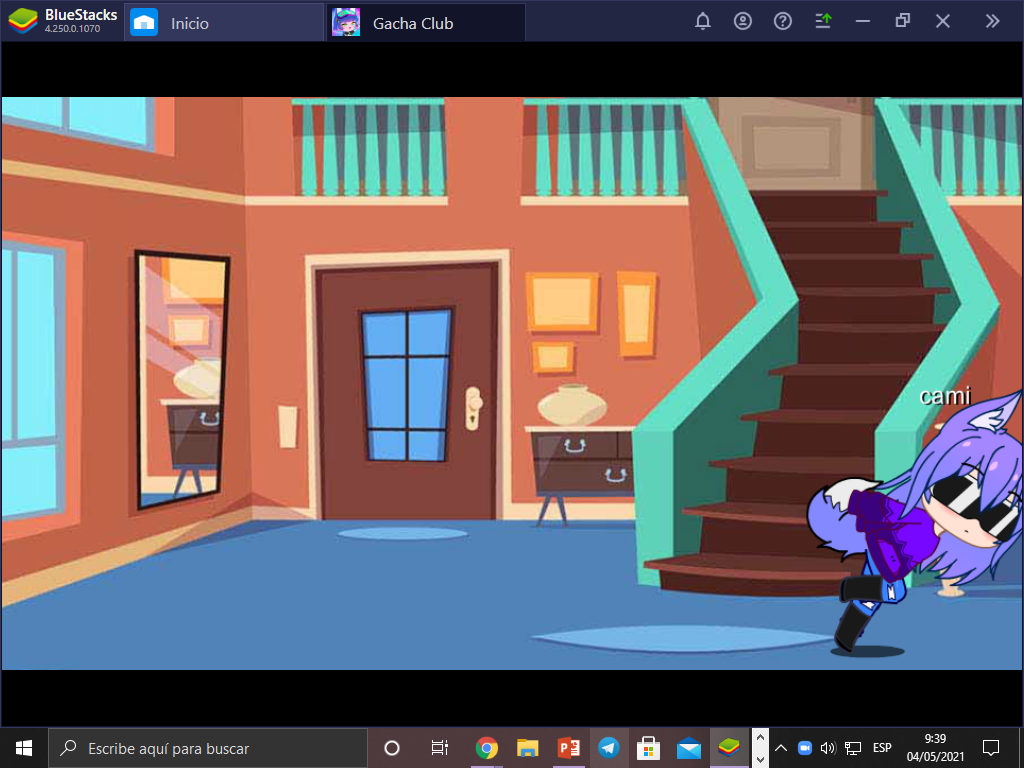 BlueStacks
4.250.0.1070
Inicio
Gacha Club
cami
Escribe aquí para buscar
ESP
9:39
04/05/2021